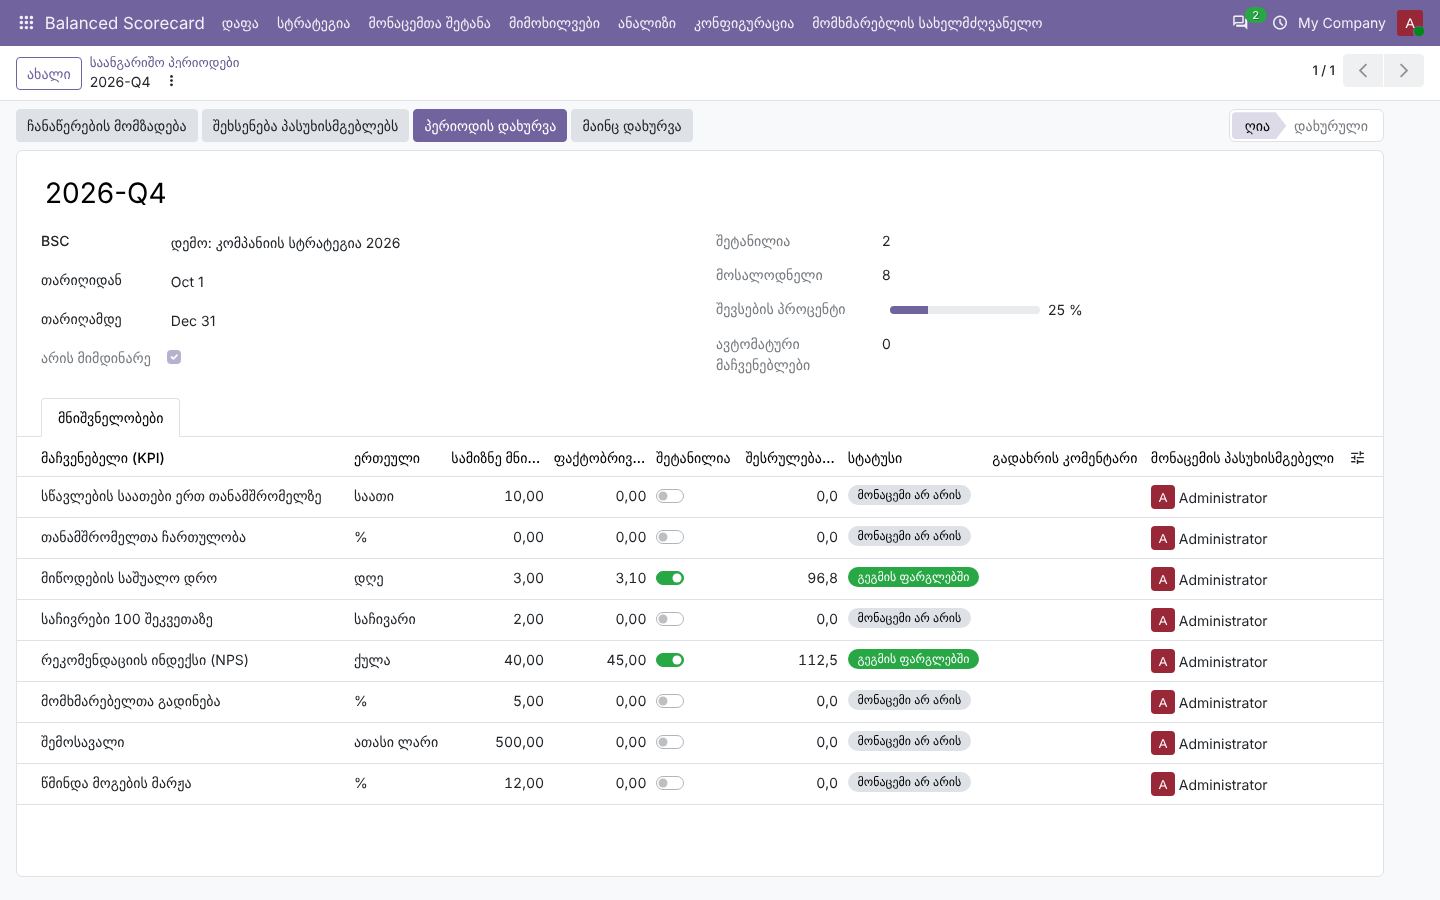 Balanced Scorecard დაფა სტრატეგია მონაცემთა შეტანა მიმოხილვები ანალიზი კონფიგურაცია მომხმარებლის სახელმძღვანელო 2 My Company A
ახალი
საანგარიშო პერიოდები
2026-Q4
1 / 1
ჩანაწერების მომზადება შეხსენება პასუხისმგებლებს პერიოდის დახურვა მაინც დახურვა ღია დახურული
2026-Q4
BSC დემო: კომპანიის სტრატეგია 2026
თარიღიდან Oct 1
თარიღამდე Dec 31
არის მიმდინარე
შეტანილია 2
მოსალოდნელი 8
შევსების პროცენტი 25 %
ავტომატური მაჩვენებლები 0
მნიშვნელობები
მაჩვენებელი (KPI) ერთეული სამიზნე მნი... ფაქტობრივ... შეტანილია შესრულება... სტატუსი გადახრის კომენტარი მონაცემის პასუხისმგებელი
სწავლების საათები ერთ თანამშრომელზე საათი 10,00 0,00 0,0 მონაცემი არ არის A Administrator
თანამშრომელთა ჩართულობა % 0,00 0,00 0,0 მონაცემი არ არის A Administrator
მიწოდების საშუალო დრო დღე 3,00 3,10 96,8 გეგმის ფარგლებში A Administrator
საჩივრები 100 შეკვეთაზე საჩივარი 2,00 0,00 0,0 მონაცემი არ არის A Administrator
რეკომენდაციის ინდექსი (NPS) ქულა 40,00 45,00 112,5 გეგმის ფარგლებში A Administrator
მომხმარებელთა გადინება % 5,00 0,00 0,0 მონაცემი არ არის A Administrator
შემოსავალი ათასი ლარი 500,00 0,00 0,0 მონაცემი არ არის A Administrator
წმინდა მოგების მარჟა % 12,00 0,00 0,0 მონაცემი არ არის A Administrator